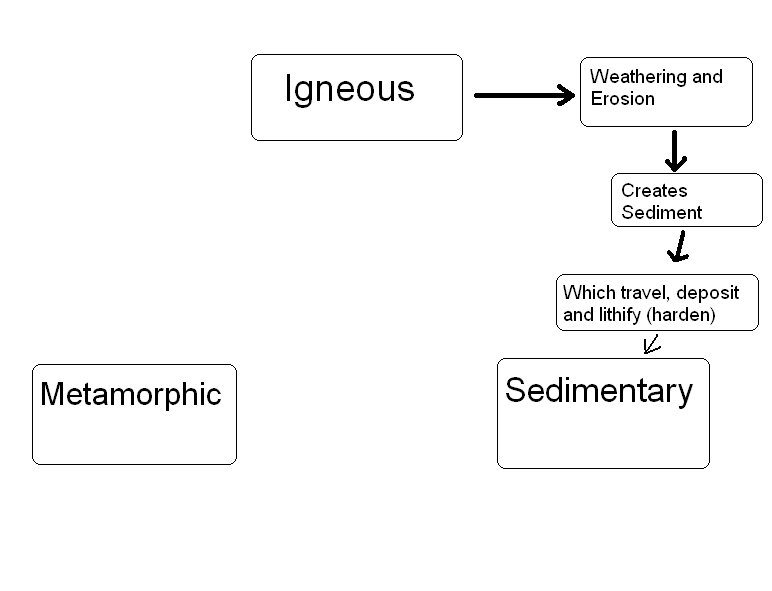 Igneous
Weathering and
Erosion
Creates
Sediment
Which travel, deposit
and lithify (harden)
Metamorphic
Sedimentary